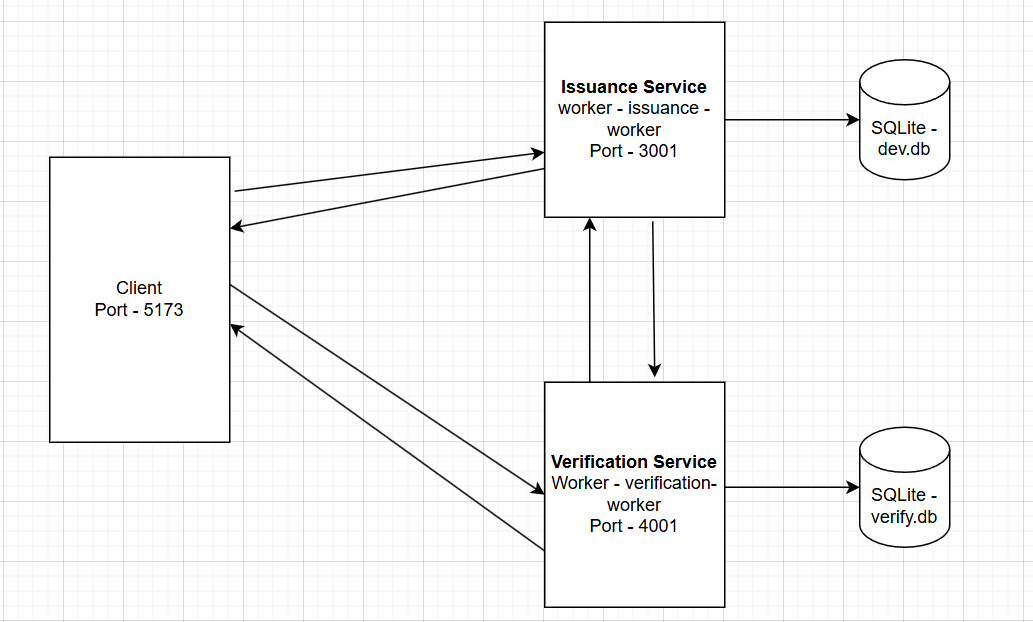 Issuance Service
worker - issuance -
worker
Port - 3001
SQLite -
dev.db
Client
Port - 5173
Verification Service
Worker - verification-
worker
Port - 4001
SQLite -
verify.db